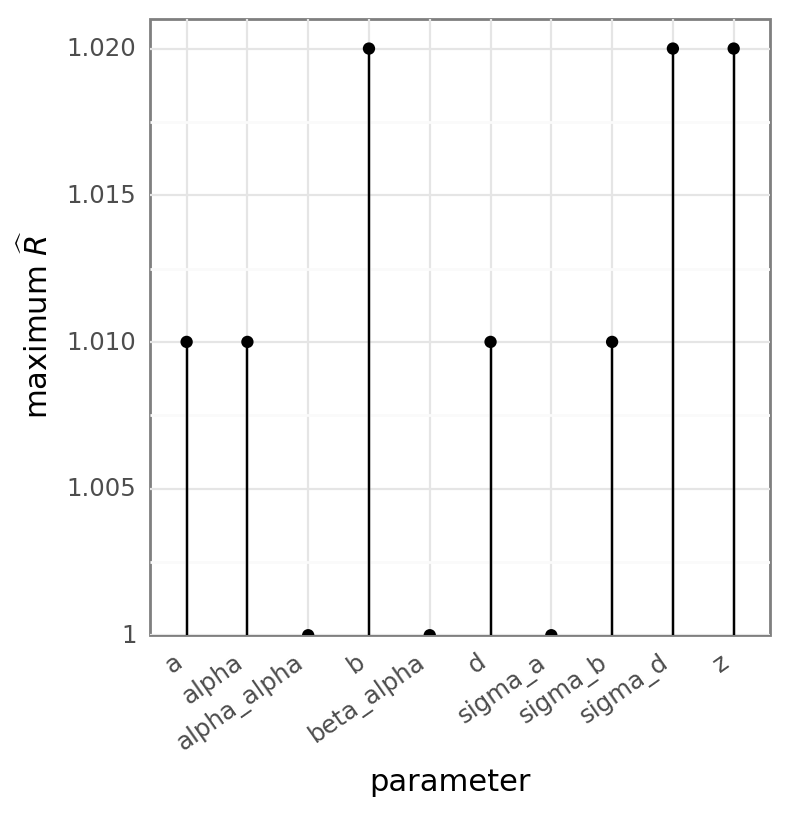 1.020
1.015
1.010
1.005
1
maximum R̂
a
alpha
alpha_alpha
b
beta_alpha
d
sigma_a
sigma_b
sigma_d
z
parameter